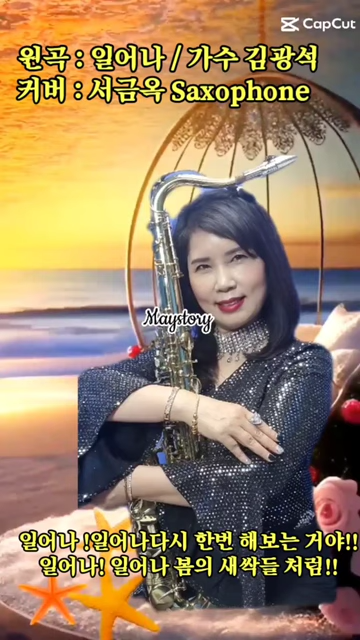 CapCut
원곡 : 일어나 / 가수 김광석
커버 : 서금옥 Saxophone
Maystory
일어나 !일어나다시 한번 해보는 거야!!
일어나! 일어나 봄의 새싹들 처럼!!